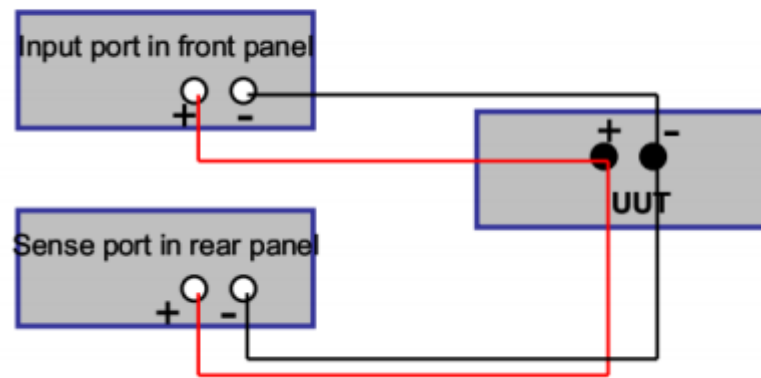 Input port in front panel
+ -
+ -
UUT
Sense port in rear panel
+ -